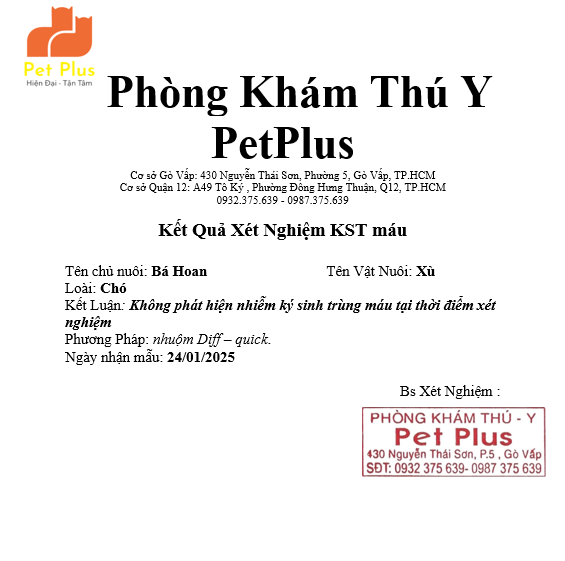 Pet Plus
Hiện Đại - Tận Tâm
Phòng Khám Thú Y
PetPlus
Cơ sở Gò Vấp: 430 Nguyễn Thái Sơn, Phường 5, Gò Vấp, TP.HCM
Cơ sở Quận 12: A49 Tô Ký , Phường Đông Hưng Thuận, Q12, TP.HCM
0932.375.639 - 0987.375.639
Kết Quả Xét Nghiệm KST máu
Tên chủ nuôi: Bá Hoan Tên Vật Nuôi: Xù
Loài: Chó
Kết Luận: Không phát hiện nhiễm ký sinh trùng máu tại thời điểm xét
nghiệm
Phương Pháp: nhuộm Diff – quick.
Ngày nhận mẫu: 24/01/2025
Bs Xét Nghiệm :
PHÒNG KHÁM THÚ - Y
Pet Plus
430 Nguyễn Thái Sơn, P.5 , Gò Vấp
SĐT: 0932 375 639- 0987 375 639